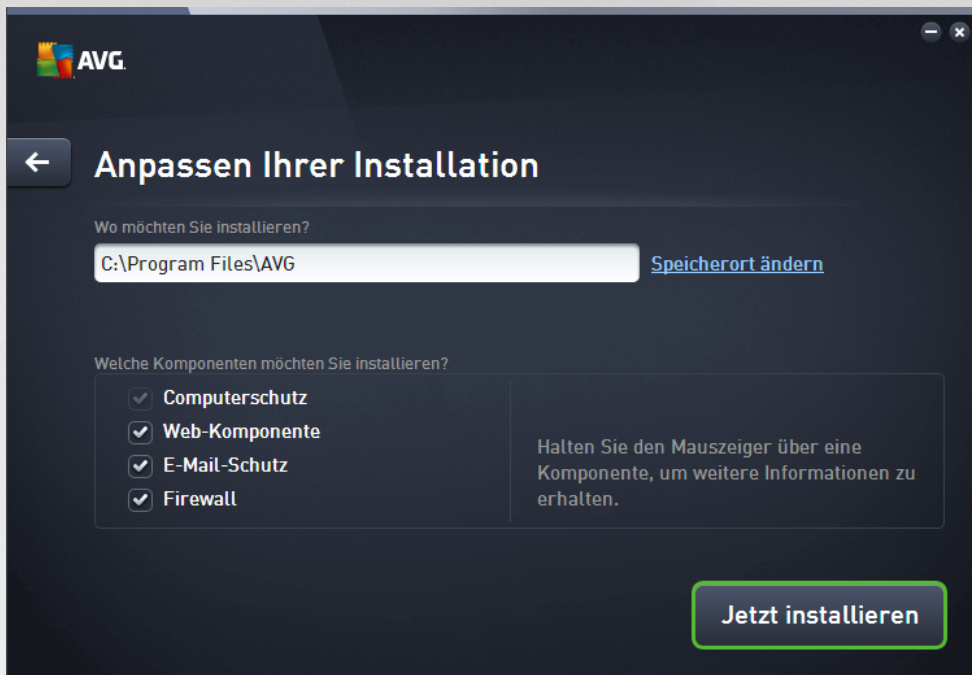 AVG.
Anpassen Ihrer Installation
Wo möchten Sie installieren?
C:\Program Files\AVG
Speicherort ändern
Welche Komponenten möchten Sie installieren?
Computerschutz
Web-Komponente
E-Mail-Schutz
Firewall
Halten Sie den Mauszeiger über eine
Komponente, um weitere Informationen zu
erhalten.
Jetzt installieren